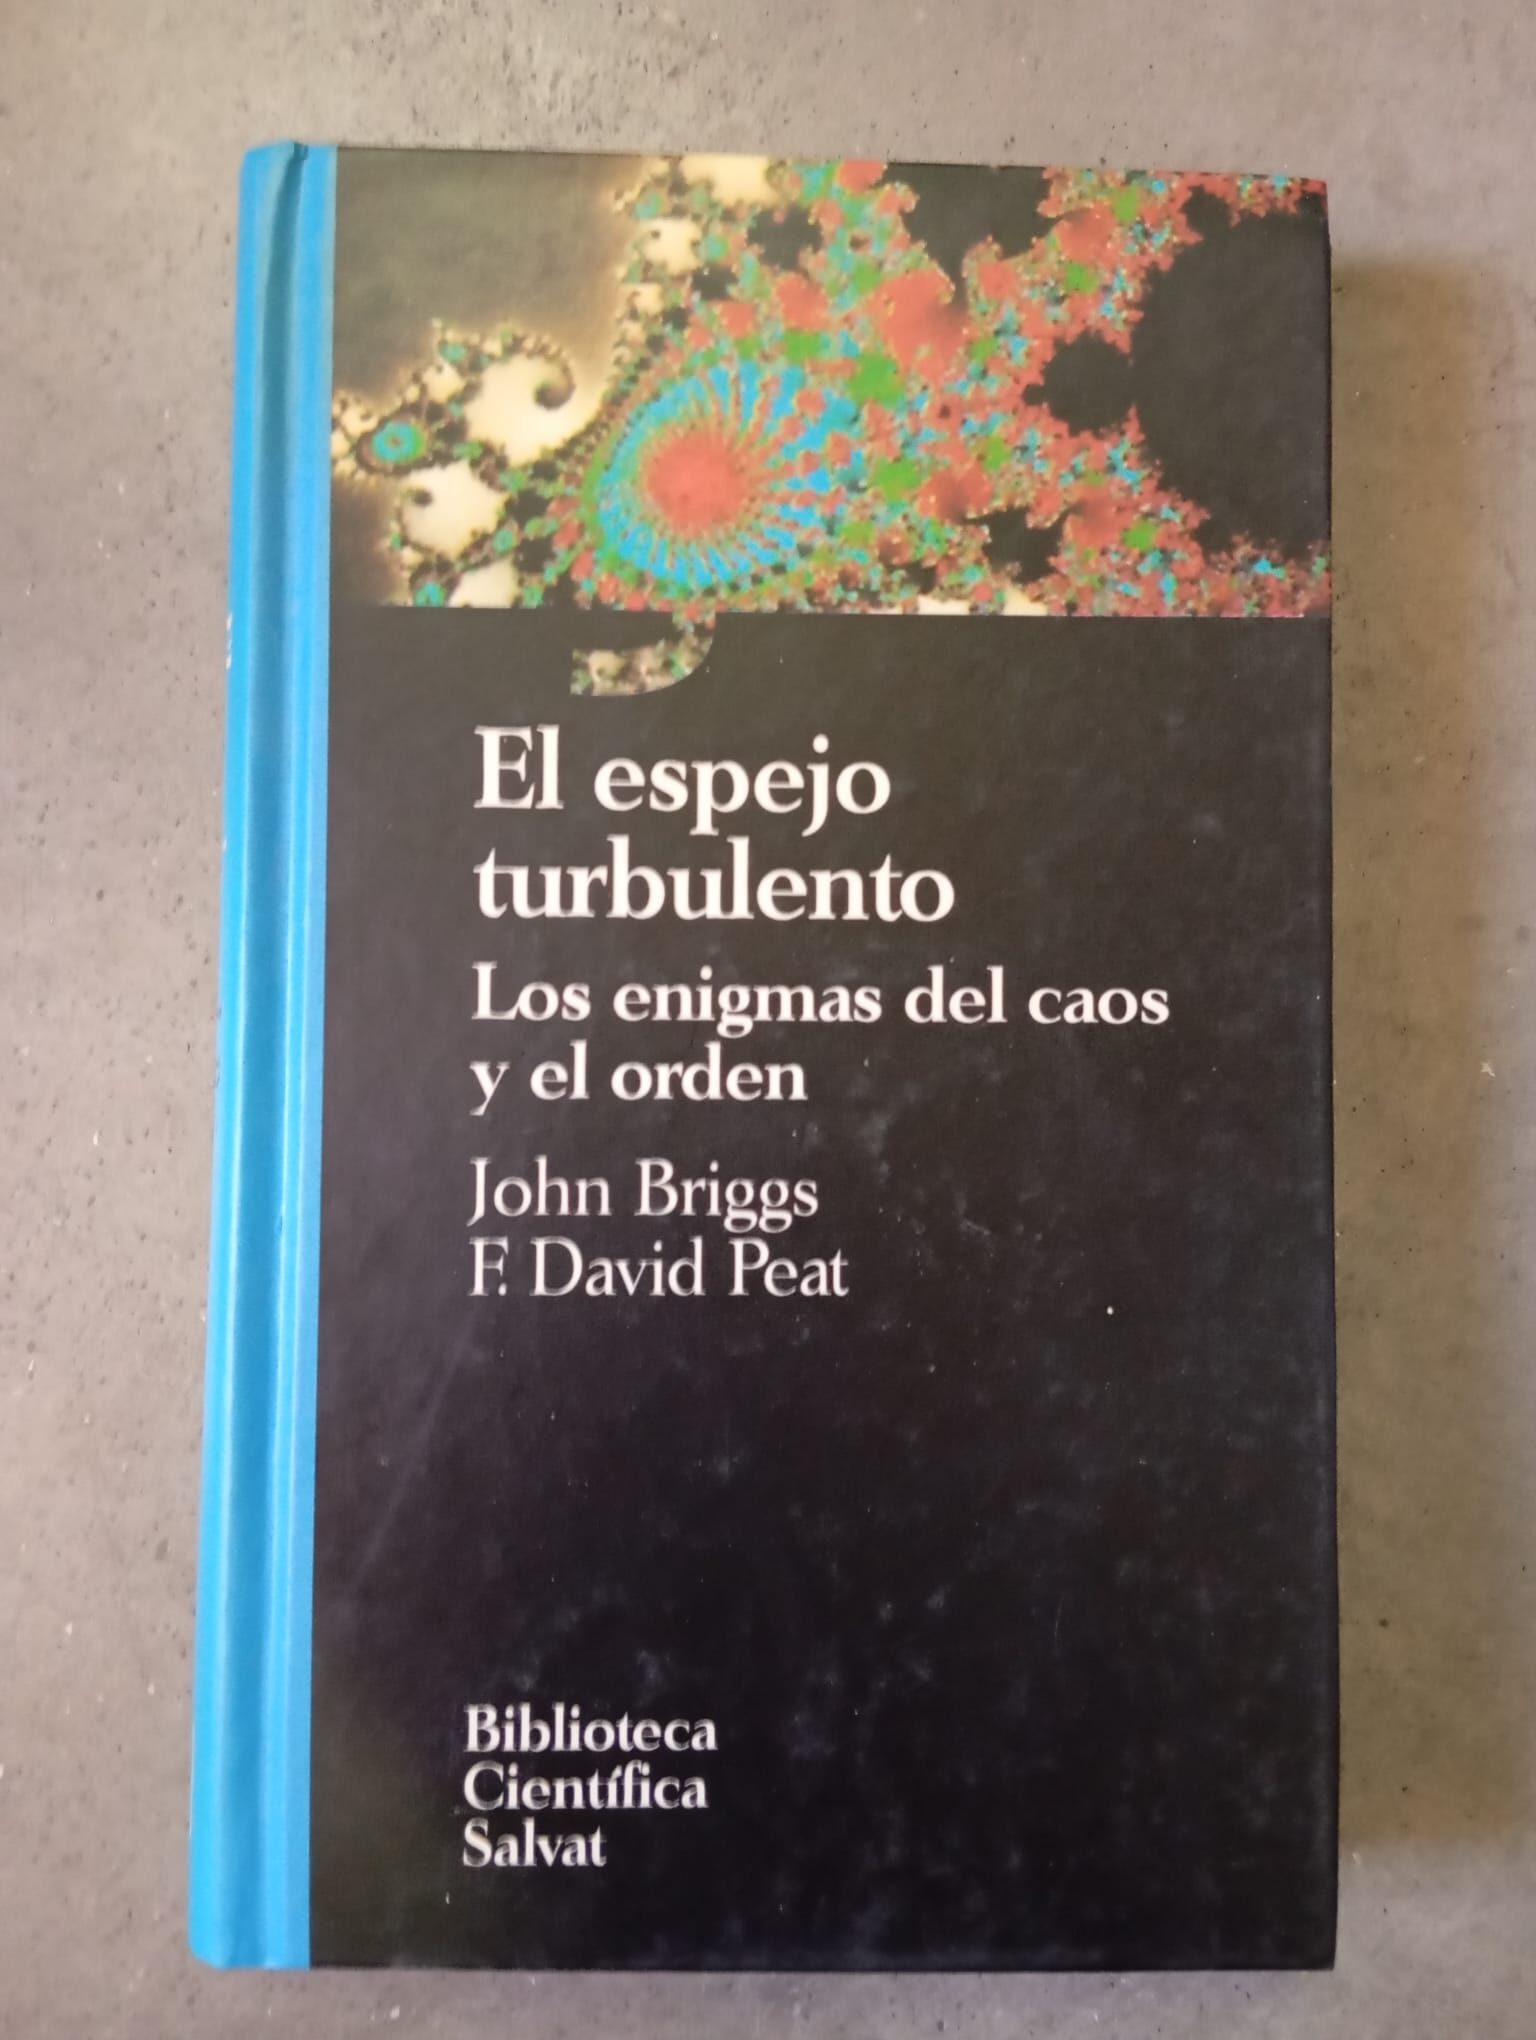 El espejo
turbulento
Los enigmas del caos
y el orden
John Briggs
F. David Peat
Biblioteca
Científica
Salvat